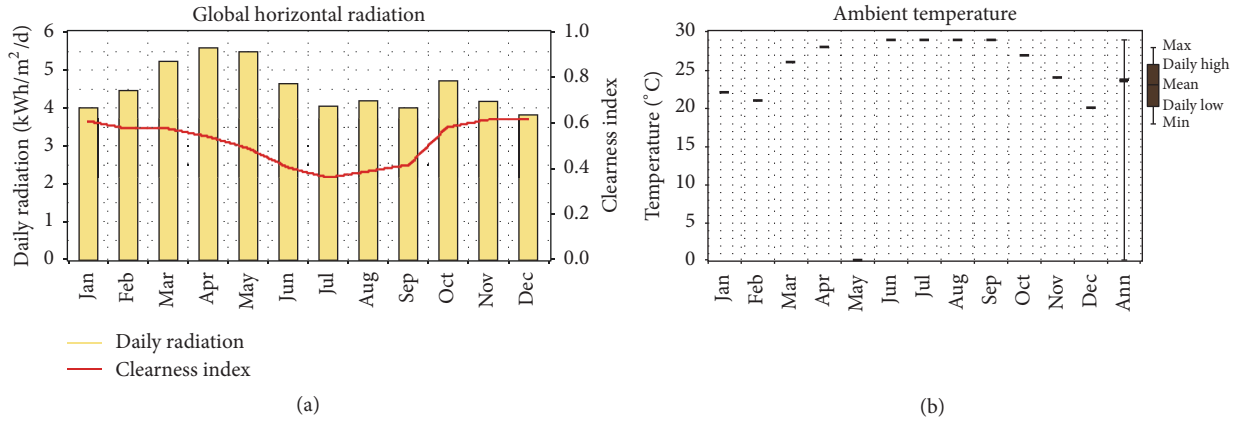 Global horizontal radiation
Daily radiation (kWh/m²/d)
6
5
4
3
2
1
0
1.0
0.8
0.6
0.4
0.2
0.0
Clearness index
Jan
Feb
Mar
Apr
May
Jun
Jul
Aug
Sep
Oct
Nov
Dec
Daily radiation
Clearness index
(a)
Ambient temperature
Temperature (°C)
30
25
20
15
10
5
0
Jan
Feb
Mar
Apr
May
Jun
Jul
Aug
Sep
Oct
Nov
Dec
Ann
Max
Daily high
Mean
Daily low
Min
(b)